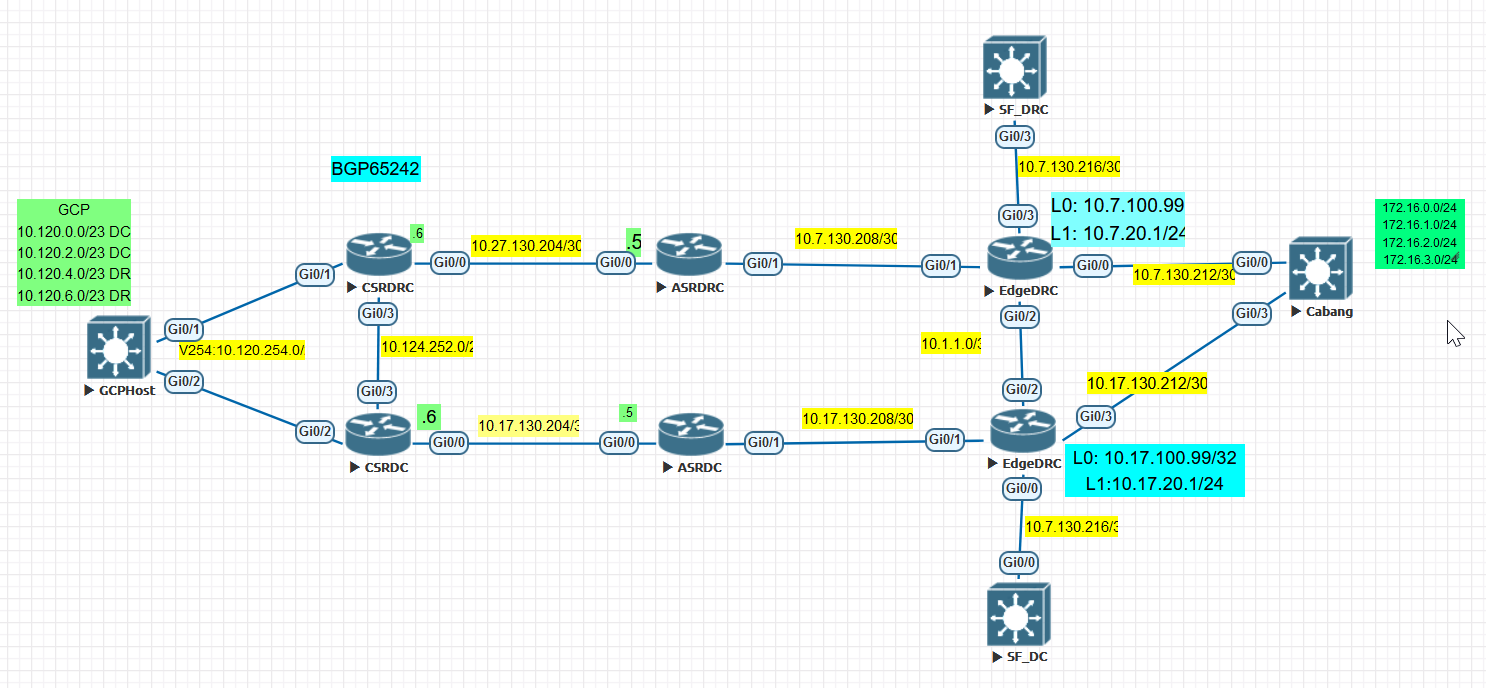 SF_DRC
Gi0/3
10.7.130.216/30
BGP65242
GCP
10.120.0.0/23 DC
10.120.2.0/23 DC
10.120.4.0/23 DR
10.120.6.0/23 DR
L0: 10.7.100.99
L1: 10.7.20.1/24
172.16.0.0/24
172.16.1.0/24
172.16.2.0/24
172.16.3.0/24
Gi0/3
.6
10.27.130.204/30
.5
10.7.130.208/30
Gi0/1
Gi0/0
Gi0/0
Gi0/1
Gi0/1
Gi0/0
10.7.130.212/30
Gi0/0
CSRDRC
ASRDRC
EdgeDRC
Cabang
Gi0/3
Gi0/2
Gi0/3
Gi0/1
V254:10.120.254.0/
10.124.252.0/2
10.1.1.0/3
Gi0/2
GCPHost
Gi0/3
Gi0/2
10.17.130.212/30
.6
10.17.130.204/3
.5
10.17.130.208/30
Gi0/3
Gi0/2
Gi0/0
Gi0/0
Gi0/1
Gi0/1
CSRDC
ASRDC
EdgeDRC
L0: 10.17.100.99/32
L1:10.17.20.1/24
Gi0/0
10.7.130.216/3
Gi0/0
SF_DC